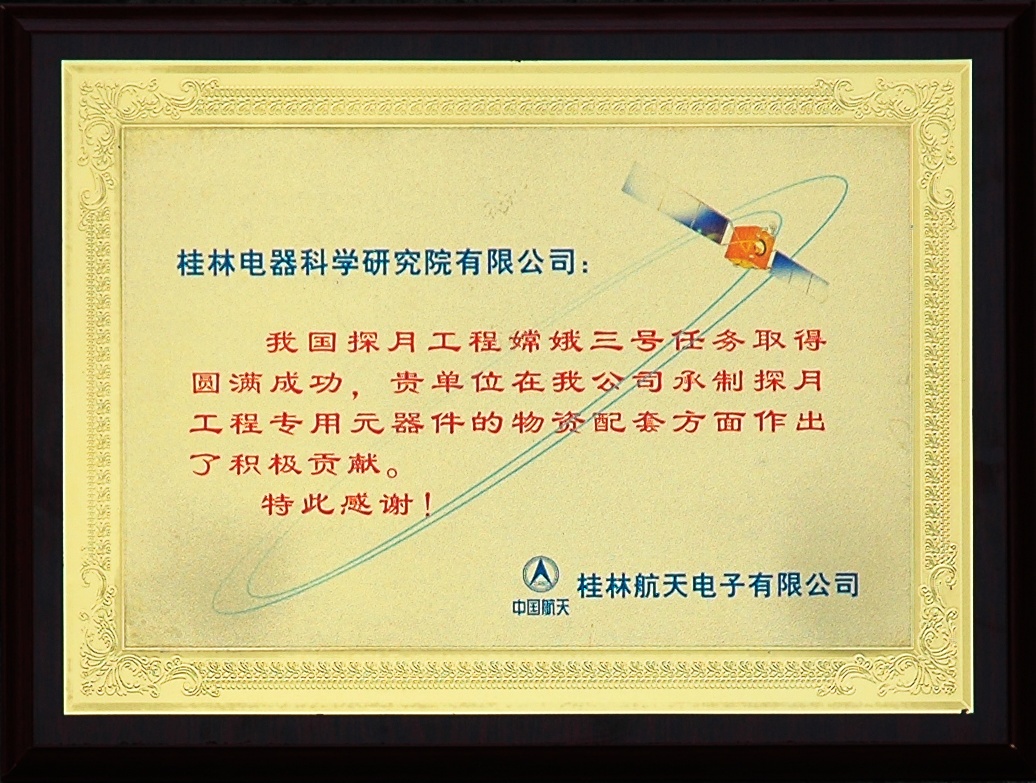 桂林电器科学研究院有限公司：
我国探月工程嫦娥三号任务取得
圆满成功，贵单位在我公司承制探月
工程专用元器件的物资配套方面作出
了积极贡献。
特此感谢！
中国航天
桂林航天电子有限公司